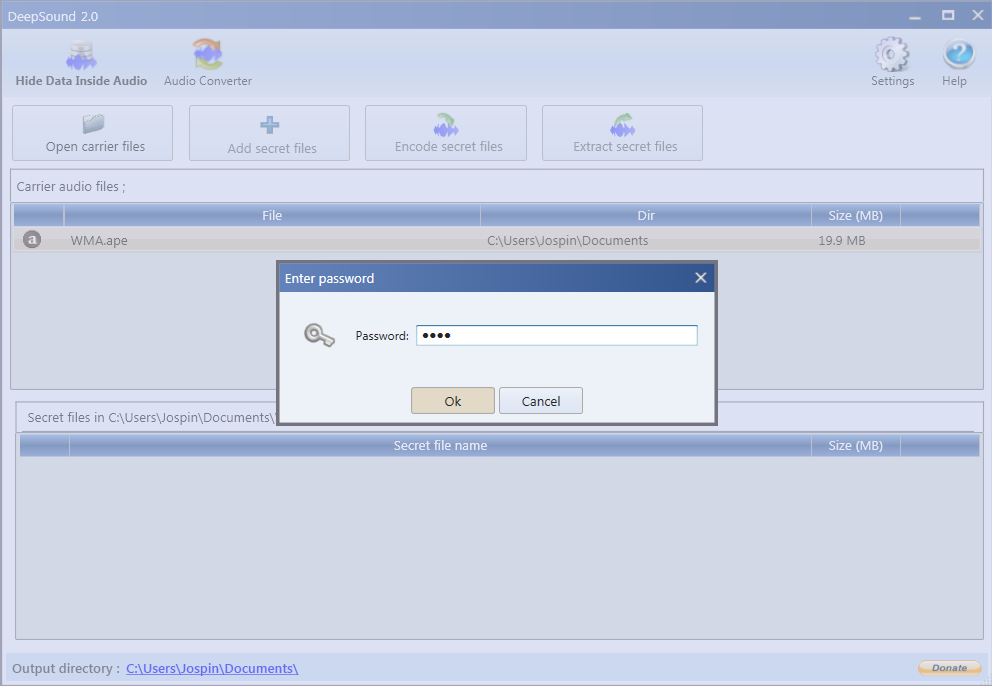 DeepSound 2.0
Hide Data Inside Audio Audio Converter Settings Help
Open carrier files Add secret files Encode secret files Extract secret files
Carrier audio files ;
File Dir Size (MB)
a WMA.ape C:\Users\Jospin\Documents 19.9 MB
Enter password
Password: ••••
Ok Cancel
Secret files in C:\Users\Jospin\Documents\
Secret file name Size (MB)
Output directory : C:\Users\Jospin\Documents\ Donate